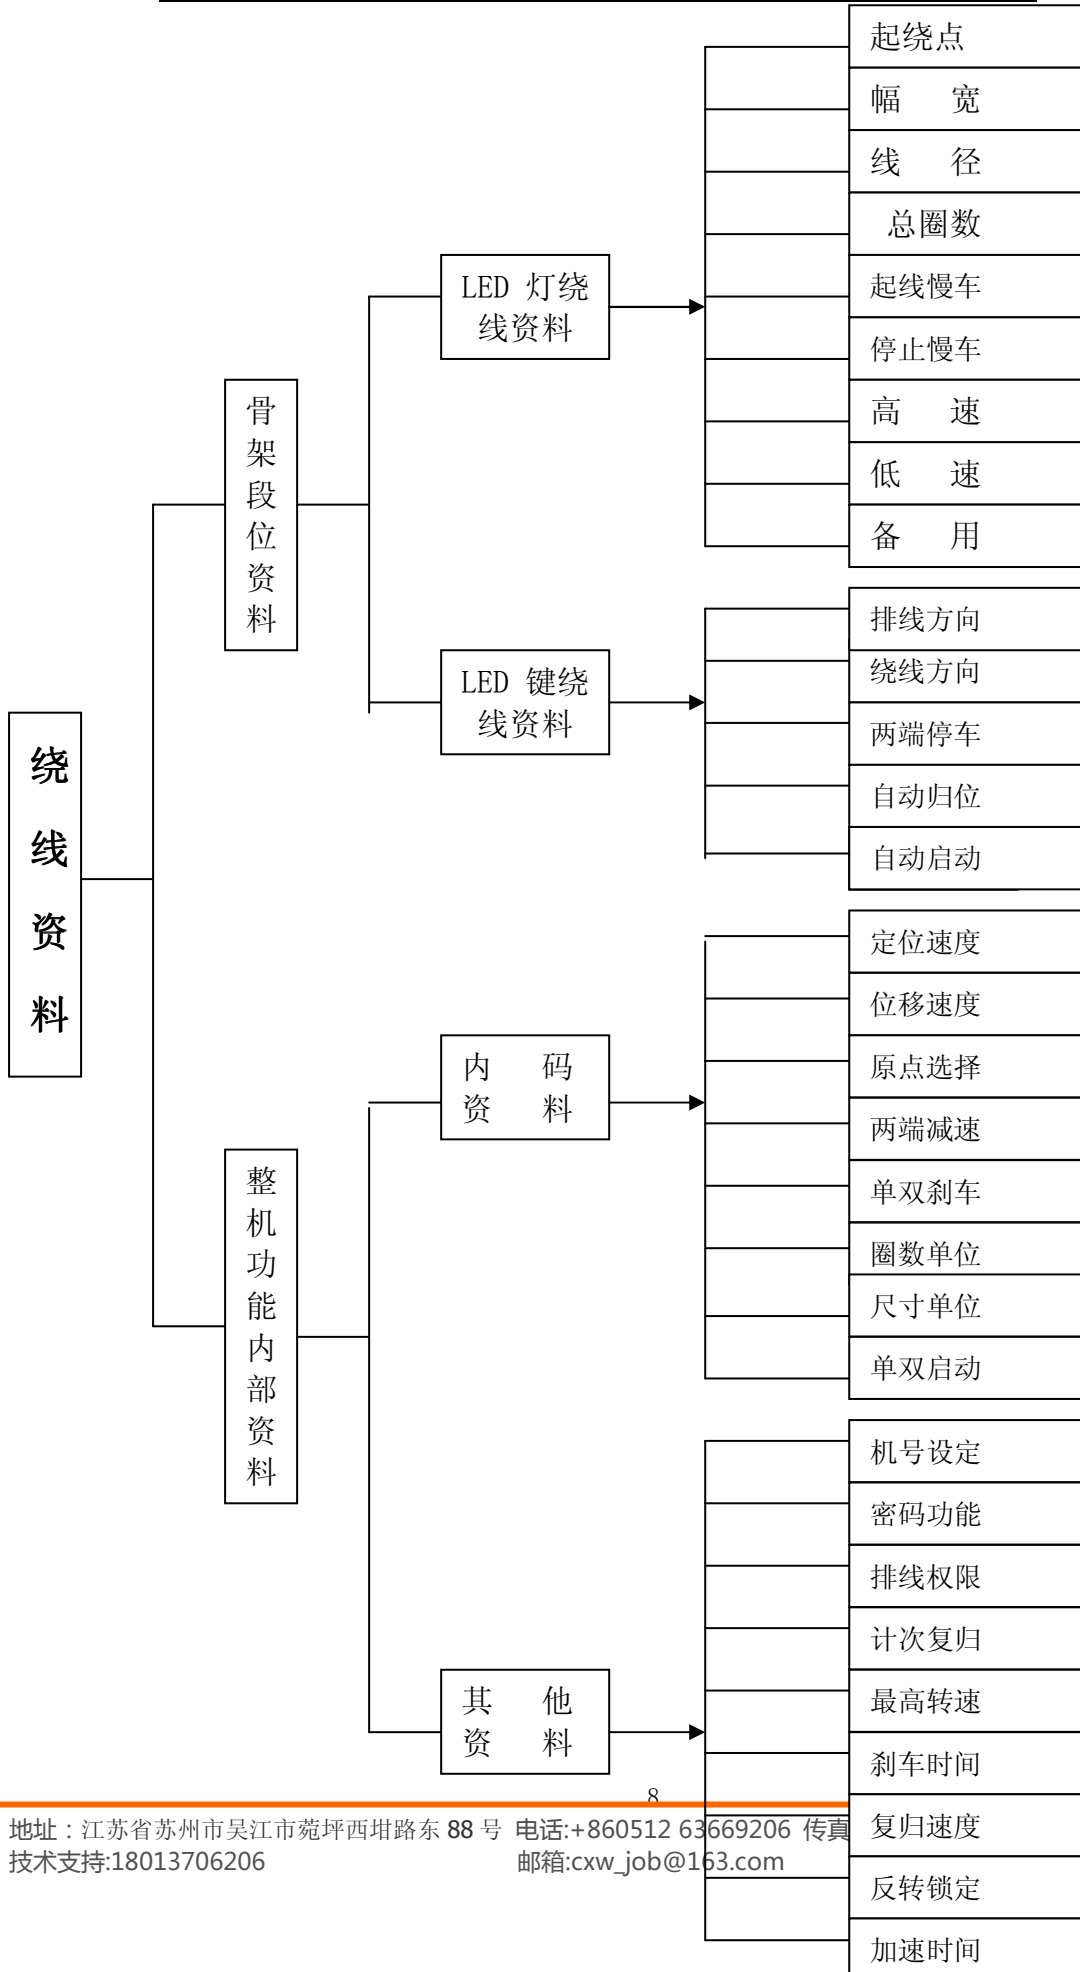 绕
线
资
料
骨
架
段
位
资
料
LED 灯绕
线资料
起绕点
幅 宽
线 径
总圈数
起线慢车
停止慢车
高 速
低 速
备 用
LED 键绕
线资料
排线方向
绕线方向
两端停车
自动归位
自动启动
整
机
功
能
内
部
资
料
内 码
资 料
定位速度
位移速度
原点选择
两端减速
单双刹车
圈数单位
尺寸单位
单双启动
其 他
资 料
机号设定
密码功能
排线权限
计次复归
最高转速
刹车时间
复归速度
反转锁定
加速时间
8
地址：江苏省苏州市吴江市菀坪西坩路东 88 号 电话:+860512 63669206 传真
技术支持:18013706206 邮箱:cxw_job@163.com